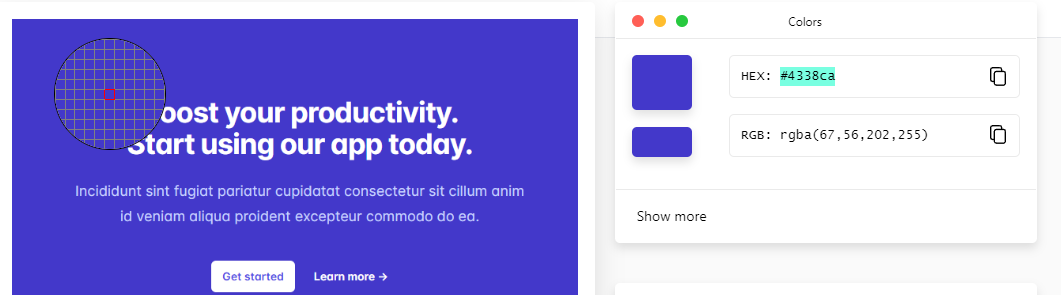 oost your productivity.
Start using our app today.
Incididunt sint fugiat pariatur cupidatat consectetur sit cillum anim
id veniam aliqua proident excepteur commodo do ea.
Get started
Learn more →
Colors
HEX: #4338ca
RGB: rgba(67,56,202,255)
Show more